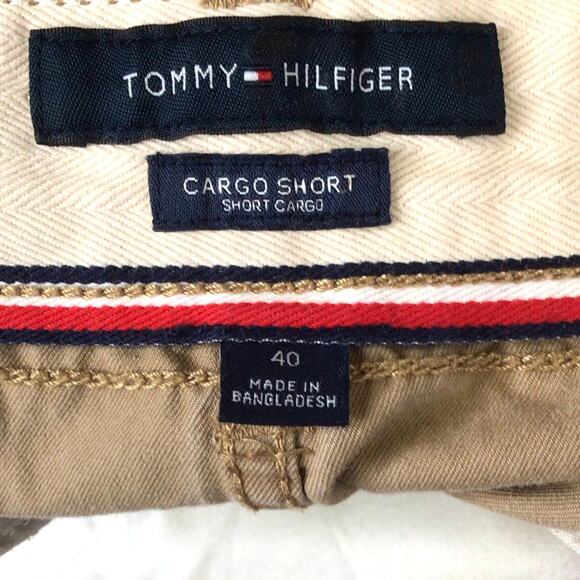 TOMMY HILFIGER
CARGO SHORT
SHORT CARGO
40
MADE IN
BANGLADESH